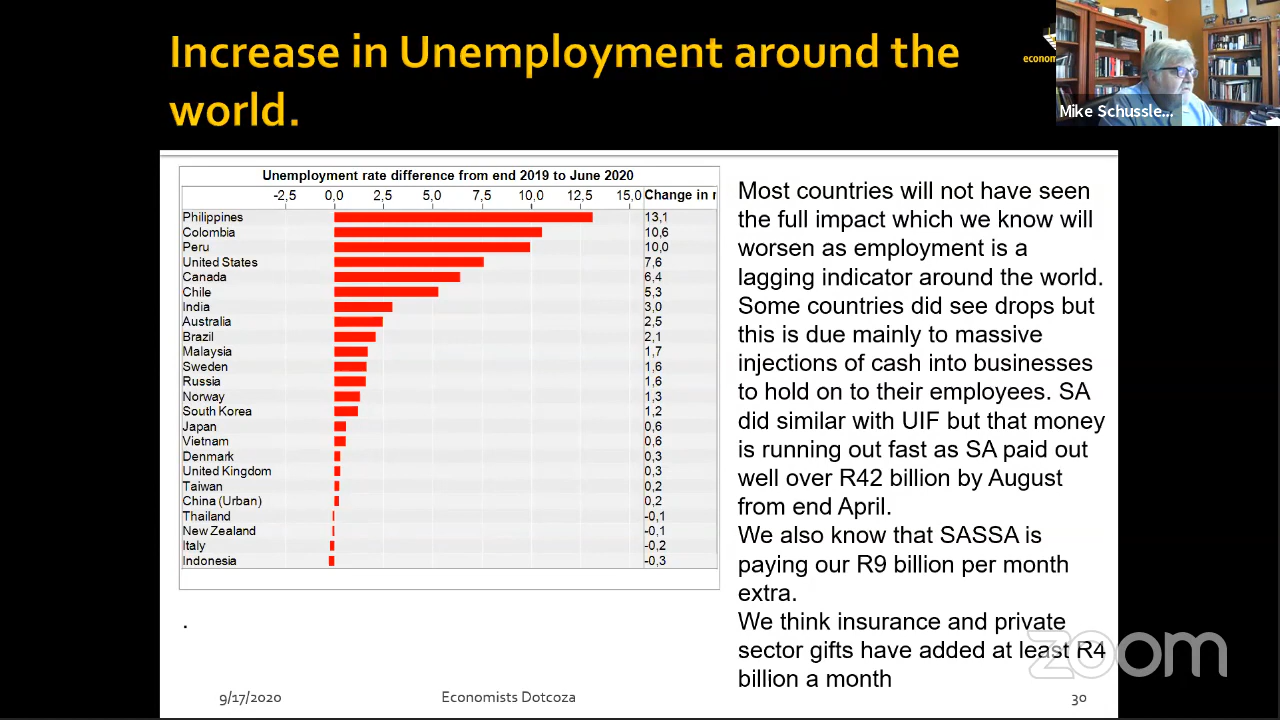 Increase in Unemployment around the
world.
econom
Mike Schussle...
Unemployment rate difference from end 2019 to June 2020
-2,5 0,0 2,5 5,0 7,5 10,0 12,5 15,0 Change in r
Philippines 13,1
Colombia 10,6
Peru 10,0
United States 7,6
Canada 6,4
Chile 5,3
India 3,0
Australia 2,5
Brazil 2,1
Malaysia 1,7
Sweden 1,6
Russia 1,6
Norway 1,3
South Korea 1,2
Japan 0,6
Vietnam 0,6
Denmark 0,3
United Kingdom 0,3
Taiwan 0,2
China (Urban) 0,2
Thailand -0,1
New Zealand -0,1
Italy -0,2
Indonesia -0,3
.
Most countries will not have seen
the full impact which we know will
worsen as employment is a
lagging indicator around the world.
Some countries did see drops but
this is due mainly to massive
injections of cash into businesses
to hold on to their employees. SA
did similar with UIF but that money
is running out fast as SA paid out
well over R42 billion by August
from end April.
We also know that SASSA is
paying our R9 billion per month
extra.
We think insurance and private
sector gifts have added at least R4
billion a month
zoom
9/17/2020 Economists Dotcoza 30